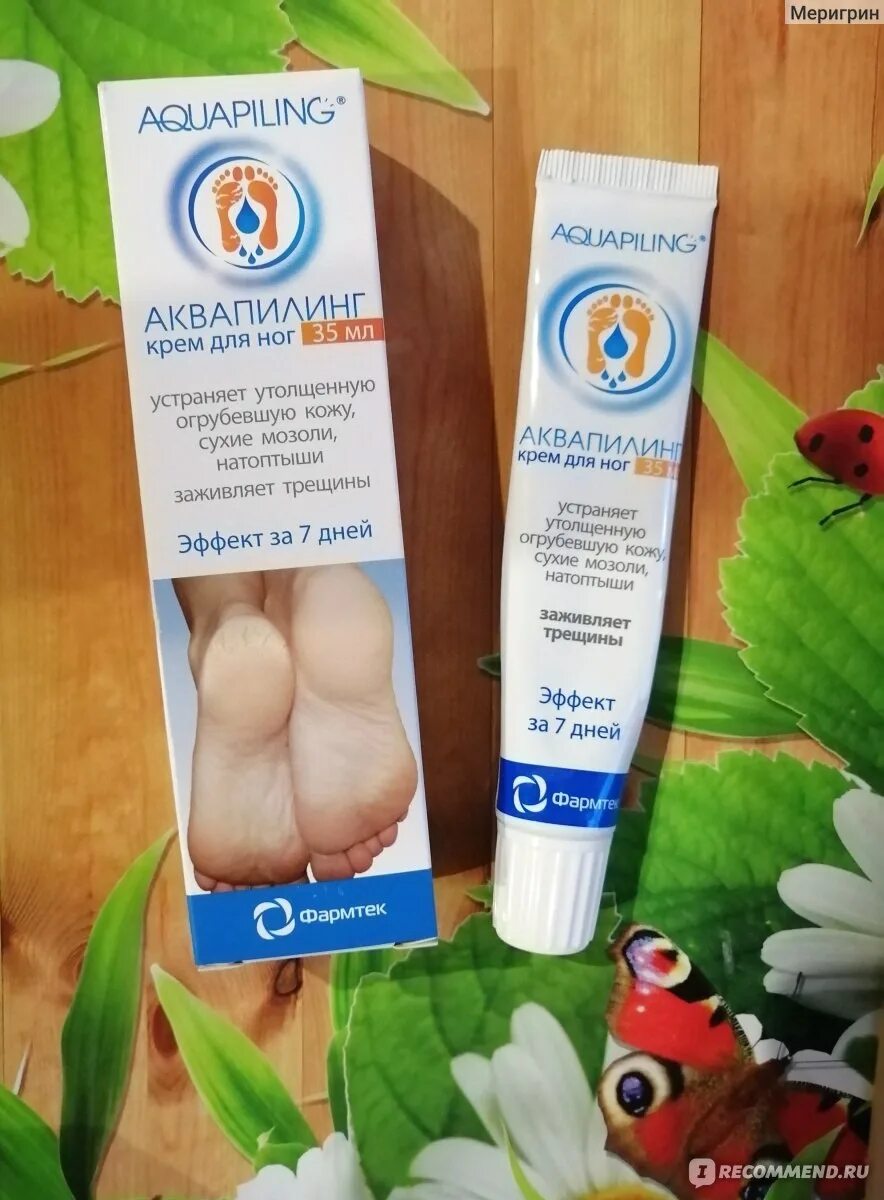 Меригрин
AQUAPILING®
АКВАПИЛИНГ
крем для ног 35 мл
устраняет утолщенную
огрубевшую кожу,
сухие мозоли,
натоптыши
заживляет трещины
Эффект за 7 дней
Фармтек
AQUAPILING®
АКВАПИЛИНГ
крем для ног 35
устраняет
утолщенную
огрубевшую кожу,
сухие мозоли,
натоптыши
заживляет
трещины
Эффект
за 7 дней
Фармтек
IRECOMMEND.RU